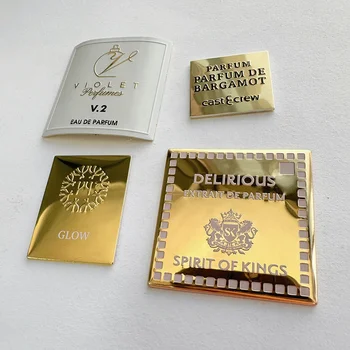 VIOLET
Perfumes
V.2
EAU DE PARFUM
PARFUM
PARFUM DE
BARGAMOT
cast&crew
GLOW
DELIRIOUS
EXTRAIT DE PARFUM
SK
SPIRIT OF KINGS